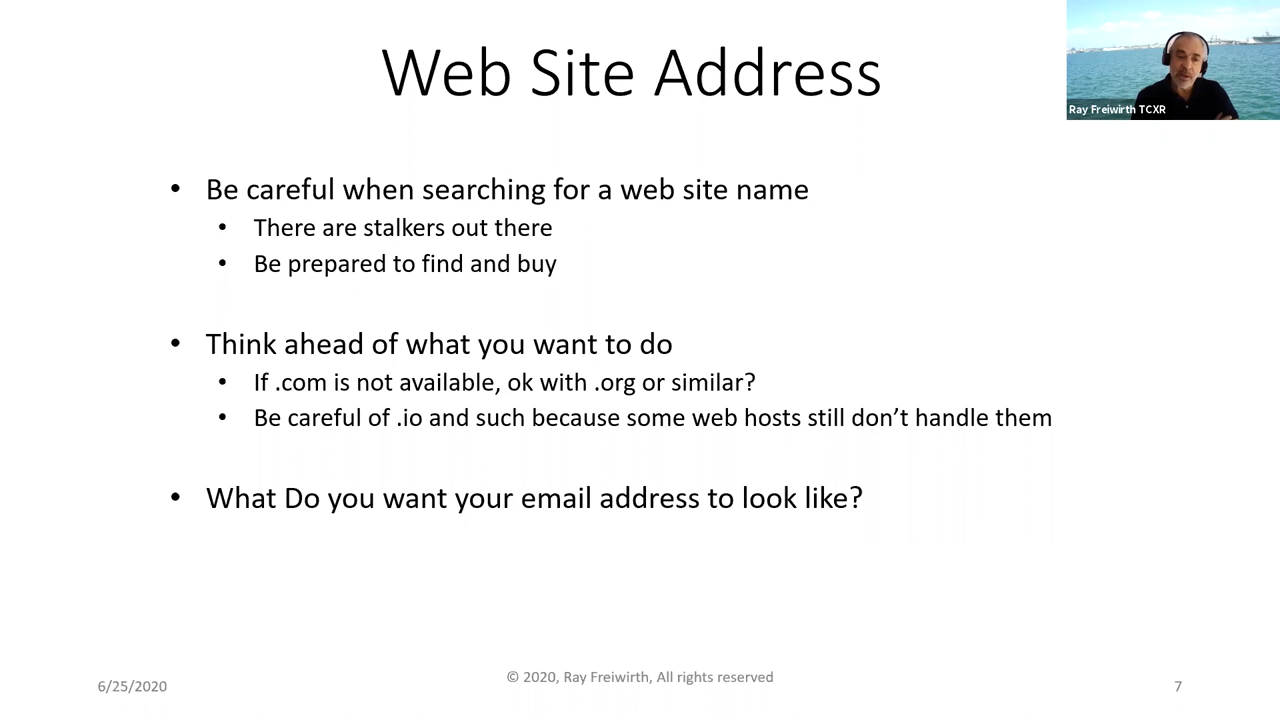 Web Site Address
Ray Freiwirth TCXR
• Be careful when searching for a web site name
• There are stalkers out there
• Be prepared to find and buy
• Think ahead of what you want to do
• If .com is not available, ok with .org or similar?
• Be careful of .io and such because some web hosts still don’t handle them
• What Do you want your email address to look like?
6/25/2020
© 2020, Ray Freiwirth, All rights reserved
7